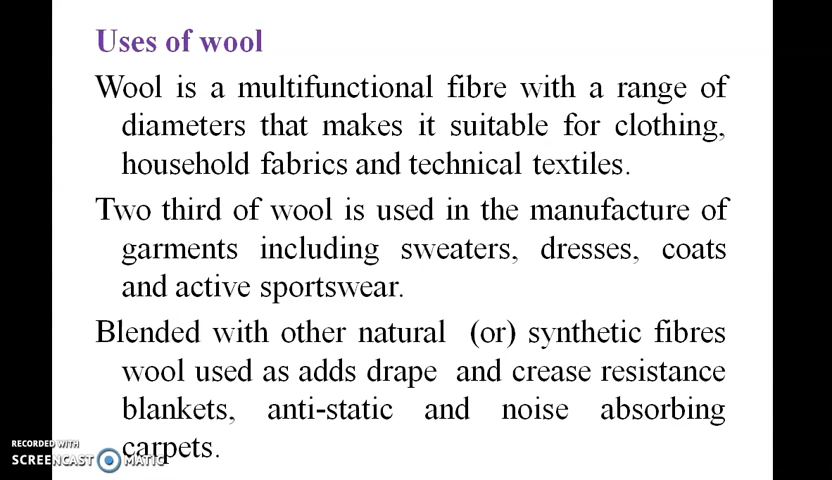 Uses of wool
Wool is a multifunctional fibre with a range of
diameters that makes it suitable for clothing,
household fabrics and technical textiles.
Two third of wool is used in the manufacture of
garments including sweaters, dresses, coats
and active sportswear.
Blended with other natural (or) synthetic fibres
wool used as adds drape and crease resistance
blankets, anti-static and noise absorbing
carpets.
RECORDED WITH
SCREENCAST MATIC